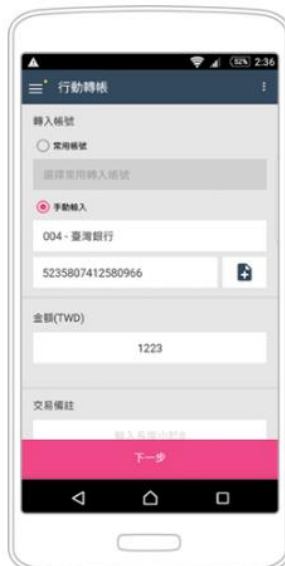 52% 2:36
行動轉帳
轉入帳號
常用帳號
選擇常用轉入帳號
手動輸入
004 - 臺灣銀行
5235807412580966
金額(TWD)
1223
交易備註
下一步